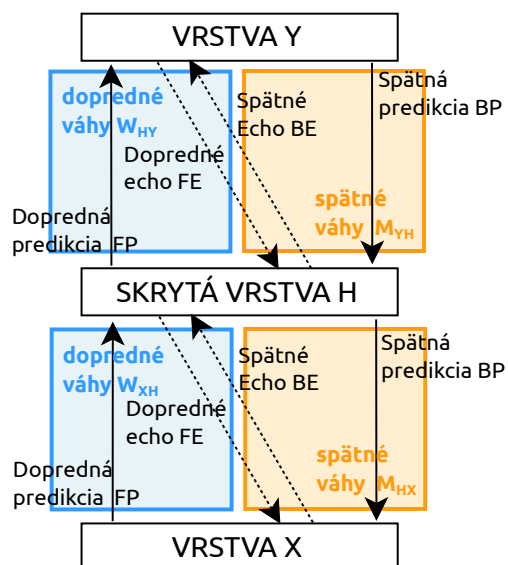 VRSTVA Y
dopredné
váhy W_HY
Spätné
Echo BE
Spätná
predikcia BP
Dopredné
echo FE
Dopredná
predikcia FP
spätné
váhy M_YH
SKRYTÁ VRSTVA H
dopredné
váhy W_XH
Spätné
Echo BE
Spätná
predikcia BP
Dopredné
echo FE
Dopredná
predikcia FP
spätné
váhy M_HX
VRSTVA X